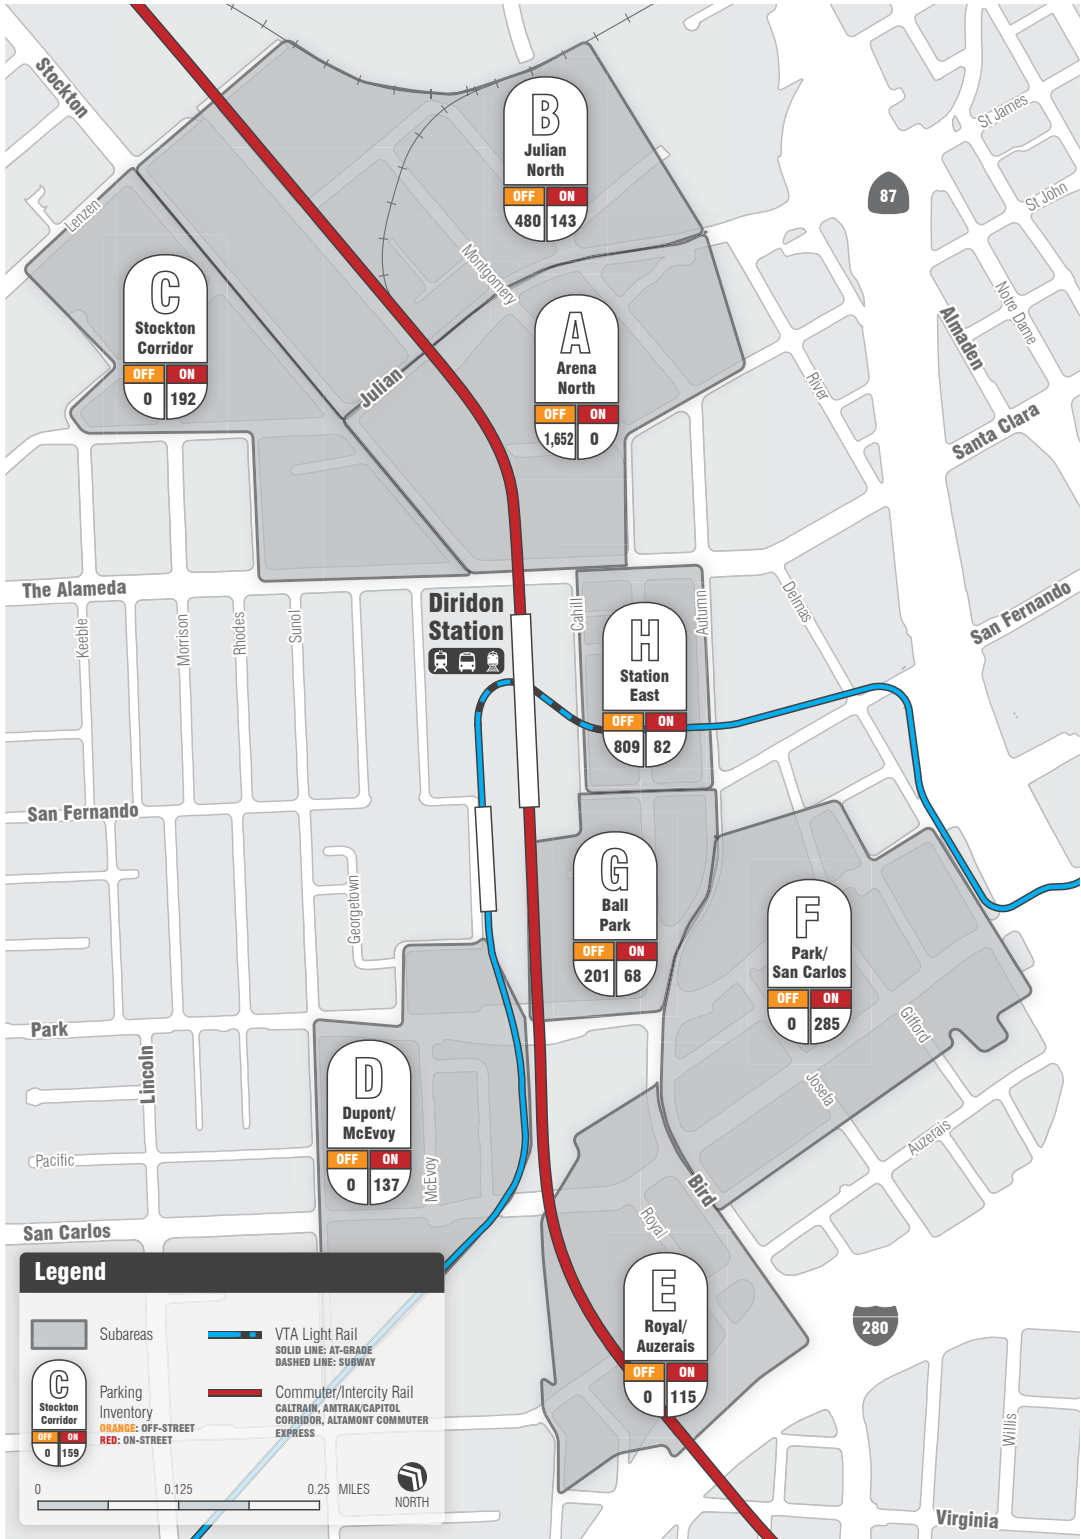 Stockton
Lenzen
B
Julian
North
OFF ON
480 143
St James
St John
87
Montgomery
C
Stockton
Corridor
OFF ON
0 192
A
Arena
North
OFF ON
1,652 0
Julian
River
Notre Dame
Almaden
Santa Clara
The Alameda
Keeble
Morrison
Rhodes
Sunol
Diridon
Station
Cahill
Autumn
Delmas
San Fernando
H
Station
East
OFF ON
809 82
San Fernando
Georgetown
G
Ball
Park
OFF ON
201 68
F
Park/
San Carlos
OFF ON
0 285
Gifford
Josefa
Auzerais
Park
Lincoln
Pacific
San Carlos
D
Dupont/
McEvoy
OFF ON
0 137
McEvoy
Bird
Royal
E
Royal/
Auzerais
OFF ON
0 115
280
Willis
Virginia
Legend
Subareas
VTA Light Rail
SOLID LINE: AT-GRADE
DASHED LINE: SUBWAY
C
Stockton
Corridor
OFF ON
0 159
Parking
Inventory
ORANGE: OFF-STREET
RED: ON-STREET
Commuter/Intercity Rail
CALTRAIN, AMTRAK/CAPITOL
CORRIDOR, ALTAMONT COMMUTER
EXPRESS
0 0.125 0.25 MILES
NORTH